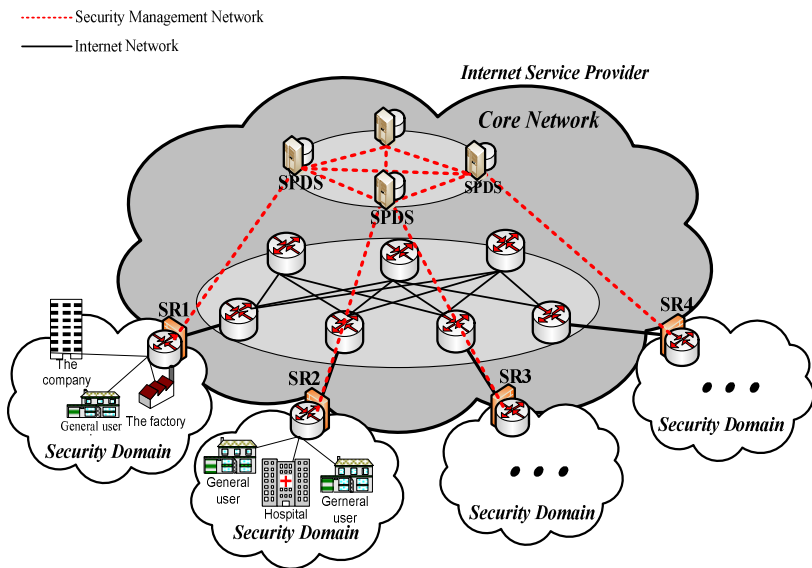 Security Management Network
Internet Network
Internet Service Provider
Core Network
SPDS
SPDS
SPDS
SR1
SR4
The
company
General user
The factory
Security Domain
SR2
SR3
General
user
Hospital
Gerneral
user
Security Domain
Security Domain
Security Domain